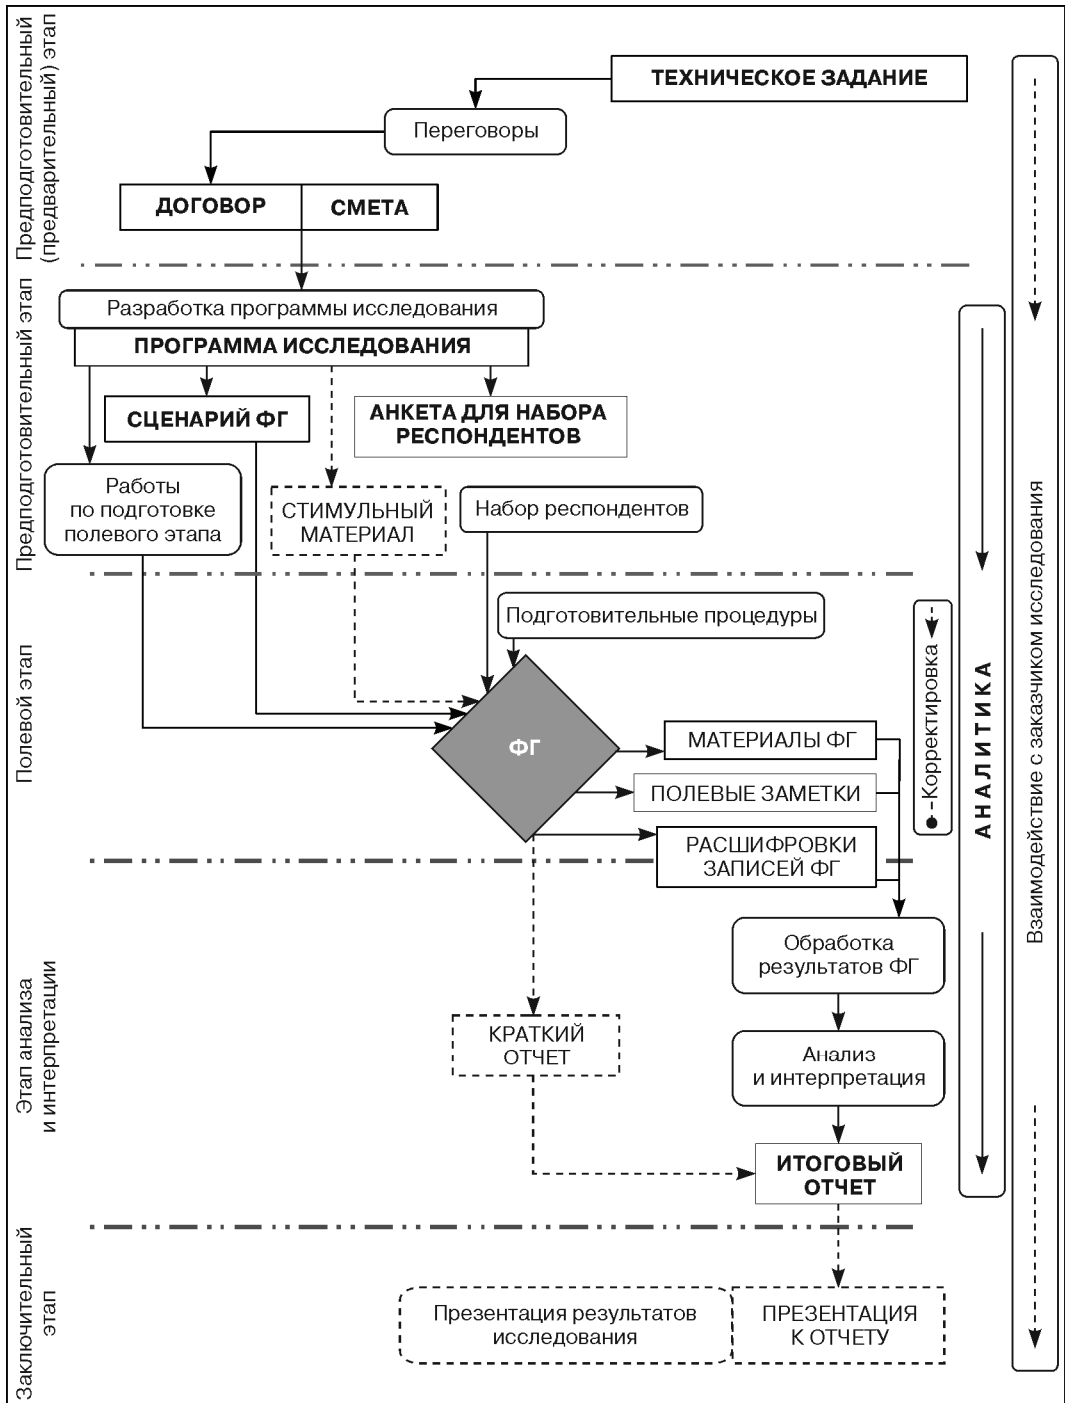 Предподготовительный
(предварительный) этап
ТЕХНИЧЕСКОЕ ЗАДАНИЕ
Переговоры
ДОГОВОР
СМЕТА
Предподготовительный этап
Разработка программы исследования
ПРОГРАММА ИССЛЕДОВАНИЯ
СЦЕНАРИЙ ФГ
АНКЕТА ДЛЯ НАБОРА
РЕСПОНДЕНТОВ
Работы
по подготовке
полевого этапа
СТИМУЛЬНЫЙ
МАТЕРИАЛ
Набор респондентов
Полевой этап
Подготовительные процедуры
ФГ
МАТЕРИАЛЫ ФГ
ПОЛЕВЫЕ ЗАМЕТКИ
РАСШИФРОВКИ
ЗАПИСЕЙ ФГ
Корректировка
АНАЛИТИКА
Взаимодействие с заказчиком исследования
Этап анализа
и интерпретации
Обработка
результатов ФГ
КРАТКИЙ
ОТЧЕТ
Анализ
и интерпретация
ИТОГОВЫЙ
ОТЧЕТ
Заключительный
этап
Презентация результатов
исследования
ПРЕЗЕНТАЦИЯ
К ОТЧЕТУ